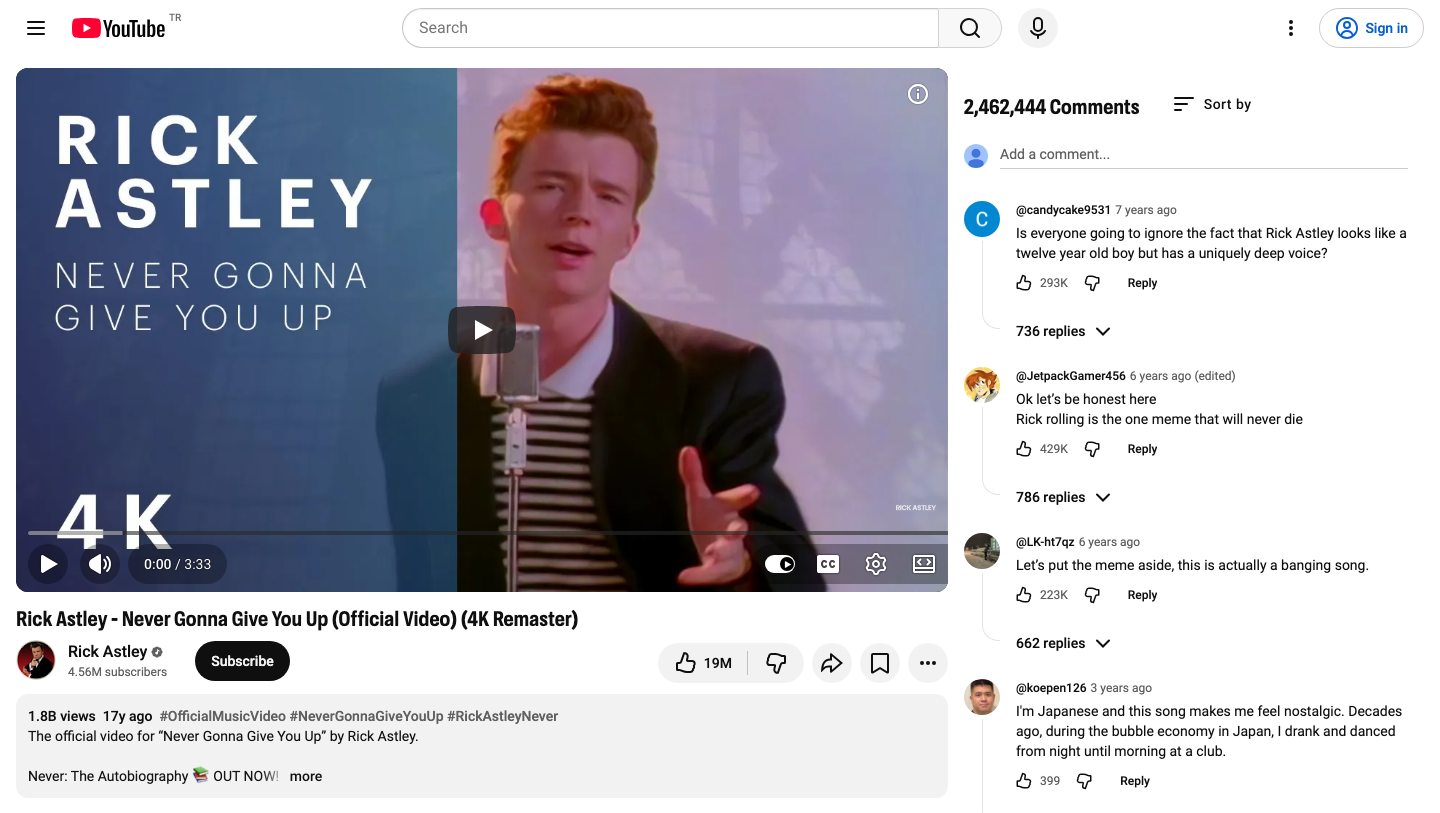 YouTube TR
Search
Sign in
RICK
ASTLEY
NEVER GONNA
GIVE YOU UP
4K
RICK ASTLEY
0:00 / 3:33
CC
Rick Astley - Never Gonna Give You Up (Official Video) (4K Remaster)
Rick Astley
4.56M subscribers
Subscribe
19M
1.8B views 17y ago #OfficialMusicVideo #NeverGonnaGiveYouUp #RickAstleyNever
The official video for “Never Gonna Give You Up” by Rick Astley.
Never: The Autobiography 📚 OUT NOW! more
2,462,444 Comments
Sort by
Add a comment...
C
@candycake9531 7 years ago
Is everyone going to ignore the fact that Rick Astley looks like a
twelve year old boy but has a uniquely deep voice?
293K Reply
736 replies
@JetpackGamer456 6 years ago (edited)
Ok let’s be honest here
Rick rolling is the one meme that will never die
429K Reply
786 replies
@LK-ht7qz 6 years ago
Let’s put the meme aside, this is actually a banging song.
223K Reply
662 replies
@koepen126 3 years ago
I'm Japanese and this song makes me feel nostalgic. Decades
ago, during the bubble economy in Japan, I drank and danced
from night until morning at a club.
399 Reply